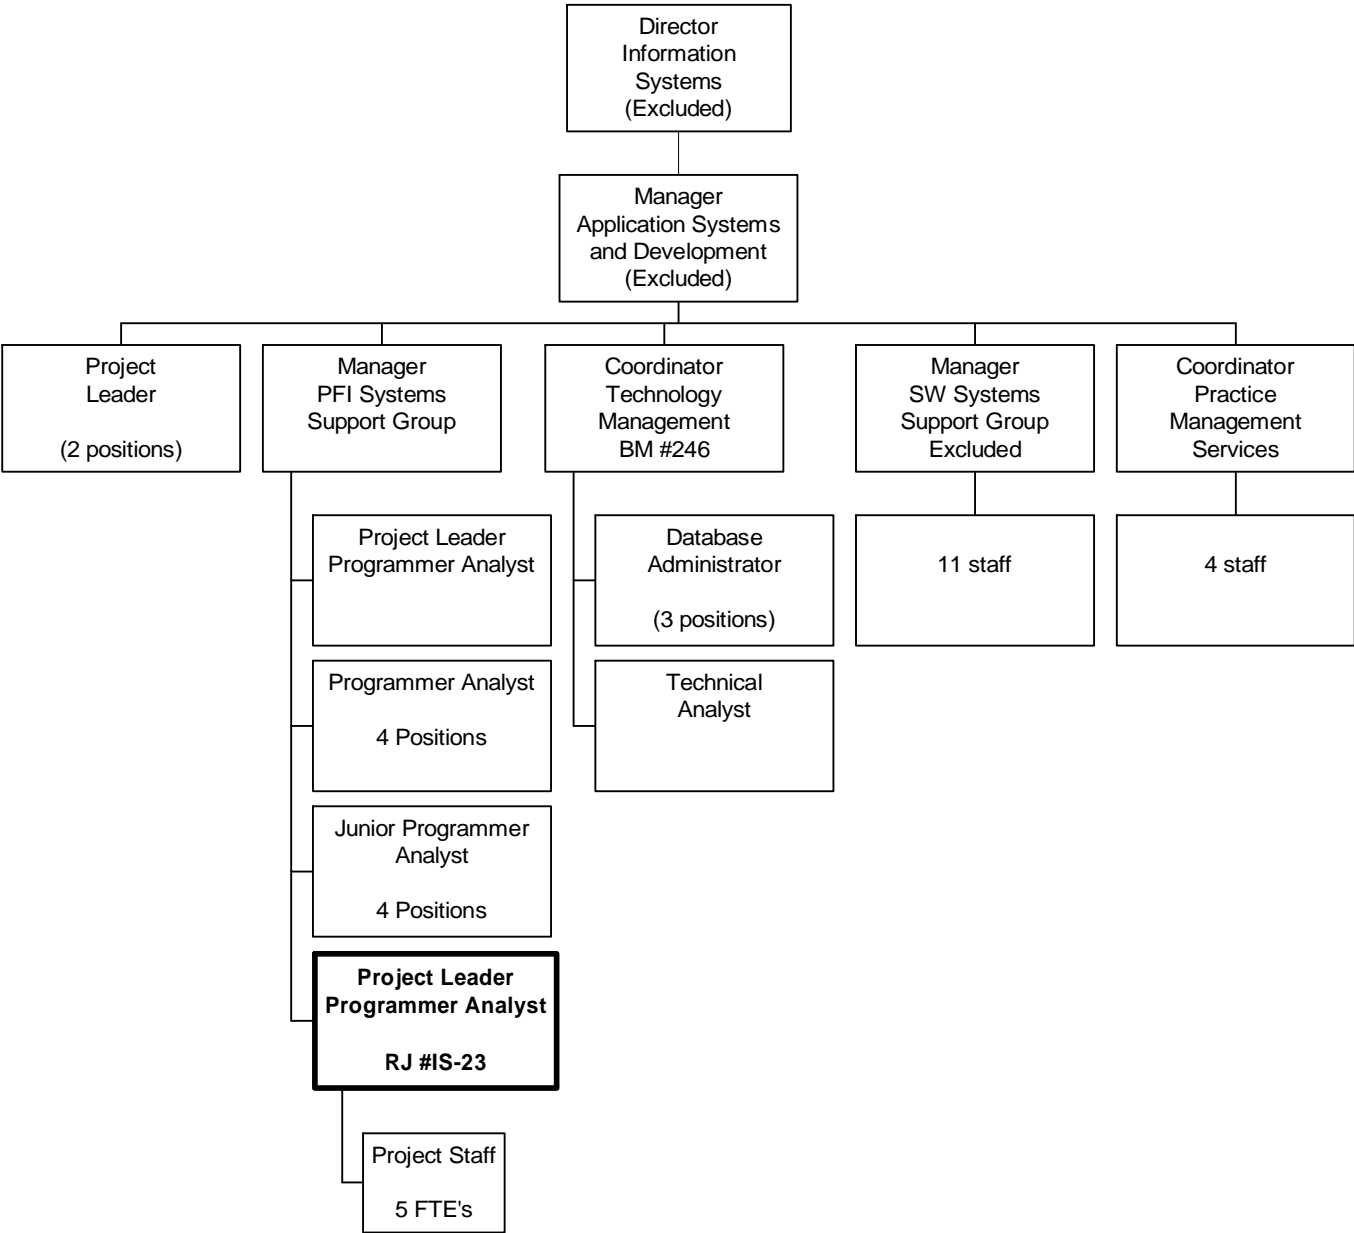 Director
Information
Systems
(Excluded)
Manager
Application Systems
and Development
(Excluded)
Project
Leader
(2 positions)
Manager
PFI Systems
Support Group
Coordinator
Technology
Management
BM #246
Manager
SW Systems
Support Group
Excluded
Coordinator
Practice
Management
Services
Project Leader
Programmer Analyst
Database
Administrator
(3 positions)
11 staff
4 staff
Programmer Analyst
4 Positions
Technical
Analyst
Junior Programmer
Analyst
4 Positions
Project Leader
Programmer Analyst
RJ #IS-23
Project Staff
5 FTE's